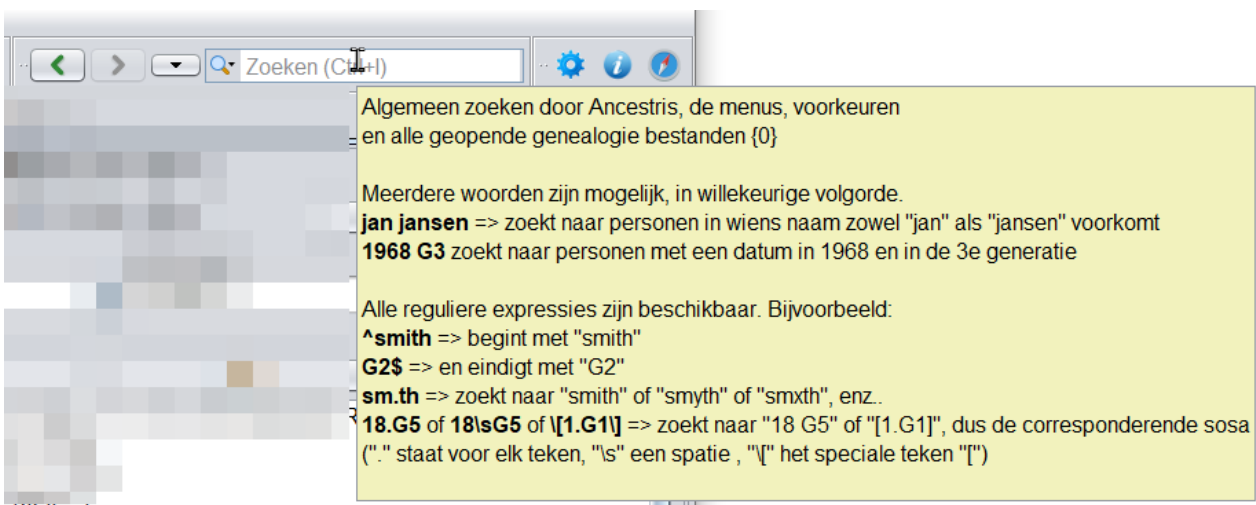 Zoeken (Ctrl+I)
Algemeen zoeken door Ancestris, de menus, voorkeuren
en alle geopende genealogie bestanden {0}
Meerdere woorden zijn mogelijk, in willekeurige volgorde.
jan jansen => zoekt naar personen in wiens naam zowel "jan" als "jansen" voorkomt
1968 G3 zoekt naar personen met een datum in 1968 en in de 3e generatie
Alle reguliere expressies zijn beschikbaar. Bijvoorbeeld:
^smith => begint met "smith"
G2$ => en eindigt met "G2"
sm.th => zoekt naar "smith" of "smyth" of "smxth", enz..
18.G5 of 18\sG5 of \[1.G1\] => zoekt naar "18 G5" of "[1.G1]", dus de corresponderende sosa
("." staat voor elk teken, "\s" een spatie , "\[" het speciale teken "[")